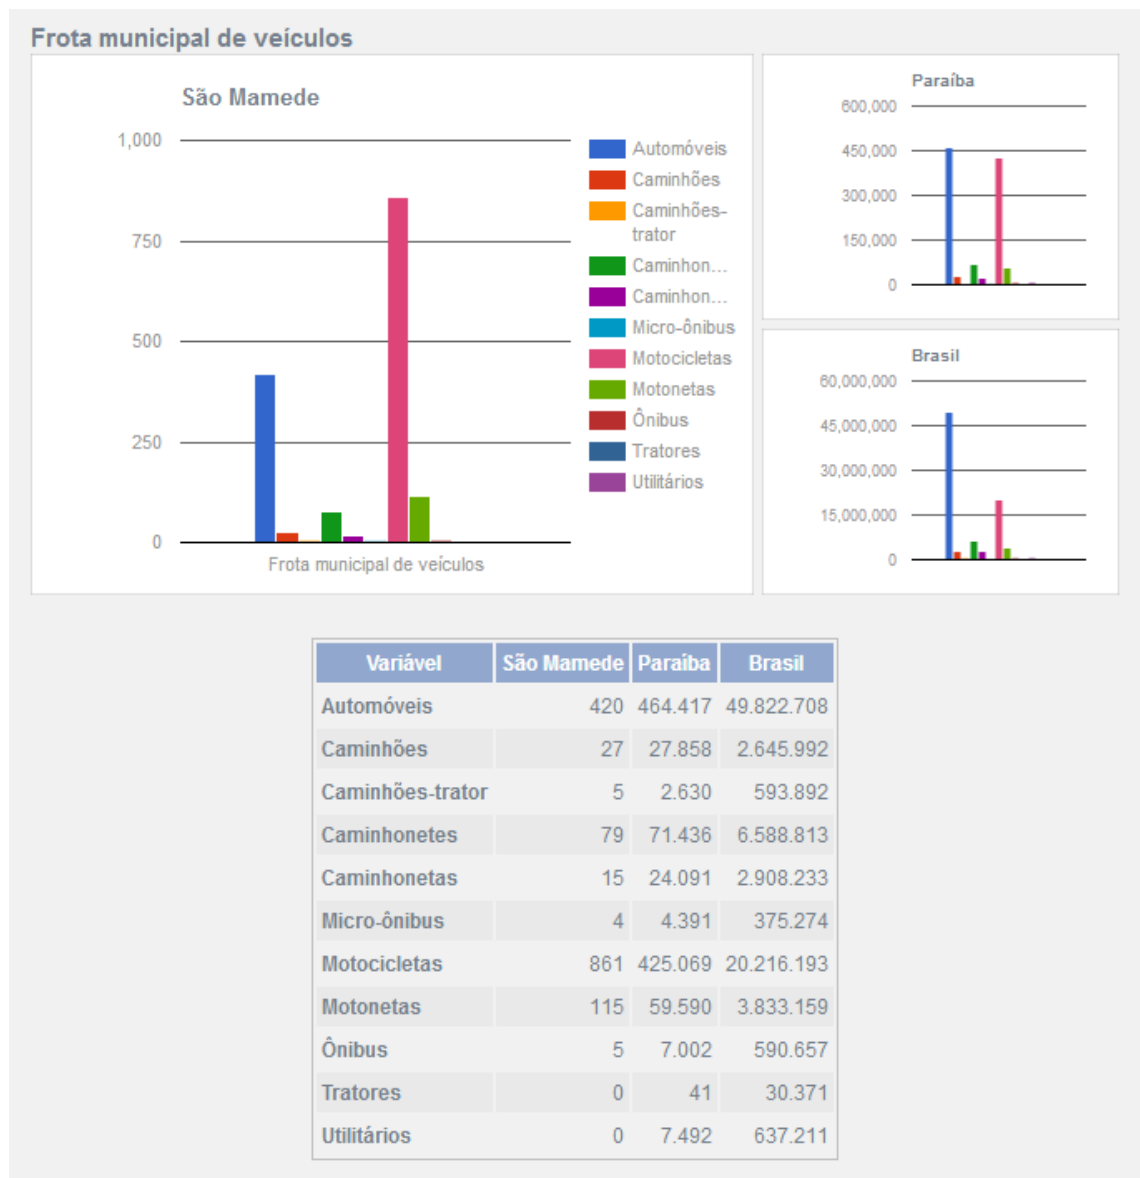 Frota municipal de veículos
São Mamede
1,000
750
500
250
0
Frota municipal de veículos
Automóveis
Caminhões
Caminhões-
trator
Caminhon...
Caminhon...
Micro-ônibus
Motocicletas
Motonetas
Ônibus
Tratores
Utilitários
Paraíba
600,000
450,000
300,000
150,000
0
Brasil
60,000,000
45,000,000
30,000,000
15,000,000
0
Variável São Mamede Paraíba Brasil
Automóveis 420 464.417 49.822.708
Caminhões 27 27.858 2.645.992
Caminhões-trator 5 2.630 593.892
Caminhonetes 79 71.436 6.588.813
Caminhonetas 15 24.091 2.908.233
Micro-ônibus 4 4.391 375.274
Motocicletas 861 425.069 20.216.193
Motonetas 115 59.590 3.833.159
Ônibus 5 7.002 590.657
Tratores 0 41 30.371
Utilitários 0 7.492 637.211